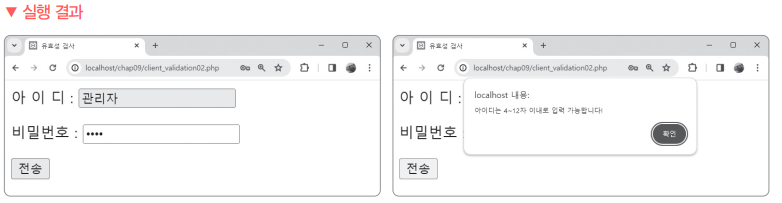 ▼ 실행 결과
유효성 검사
localhost/chap09/client_validation02.php
아 이 디 : 관리자
비밀번호 : ••••
전송
유효성 검사
localhost/chap09/client_validation02.php
localhost 내용:
아이디는 4~12자 이내로 입력 가능합니다!
확인
아 이 디 :
비밀번호 :
전송